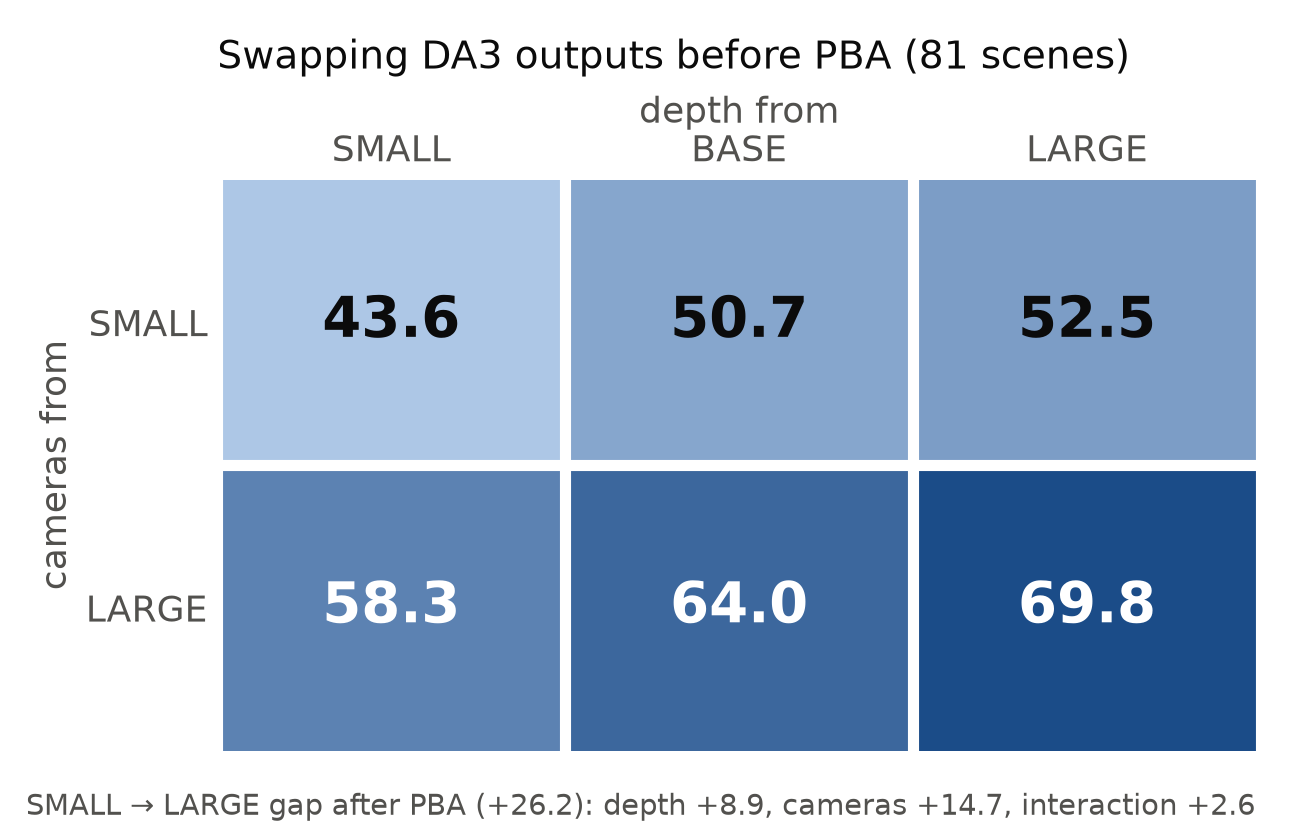 Swapping DA3 outputs before PBA (81 scenes)
depth from
SMALL BASE LARGE
cameras from
SMALL 43.6 50.7 52.5
LARGE 58.3 64.0 69.8
SMALL → LARGE gap after PBA (+26.2): depth +8.9, cameras +14.7, interaction +2.6